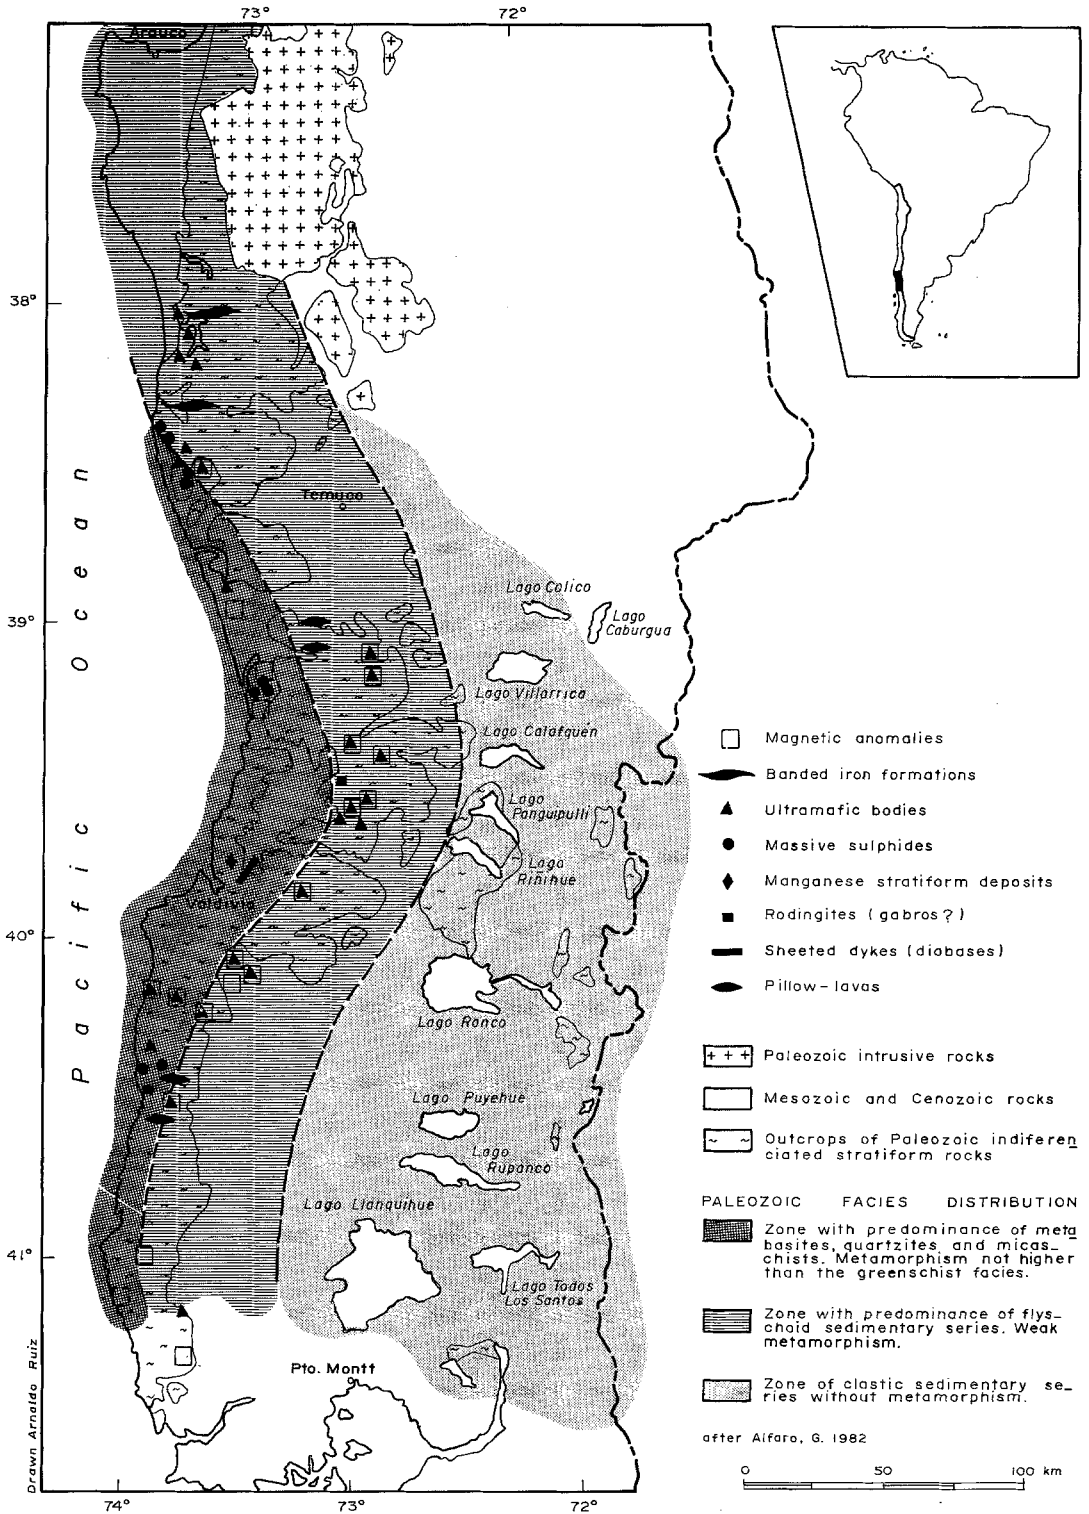 73°
72°
Arauco
38°
Temuco
Pacific Ocean
39°
Lago Colico
Lago
Caburgua
Lago Villarrica
Lago Calafquén
Lago
Panguipulli
Lago
Riñihue
Valdivia
40°
Lago Ranco
Lago Puyehue
Lago
Rupanco
Lago Llanquihue
41°
Lago Todos
Los Santos
Pto. Montt
Drawn Arnaldo Ruiz
74°
73°
72°
Magnetic anomalies
Banded iron formations
Ultramafic bodies
Massive sulphides
Manganese stratiform deposits
Rodingites (gabros?)
Sheeted dykes (diabases)
Pillow-lavas
Paleozoic intrusive rocks
Mesozoic and Cenozoic rocks
Outcrops of Paleozoic indiferen
ciated stratiform rocks
PALEOZOIC FACIES DISTRIBUTION
Zone with predominance of meta
basites, quartzites and micas-
chists. Metamorphism not higher
than the greenschist facies.
Zone with predominance of flys-
choid sedimentary series. Weak
metamorphism.
Zone of clastic sedimentary se-
ries without metamorphism.
after Alfaro, G. 1982
0 50 100 km